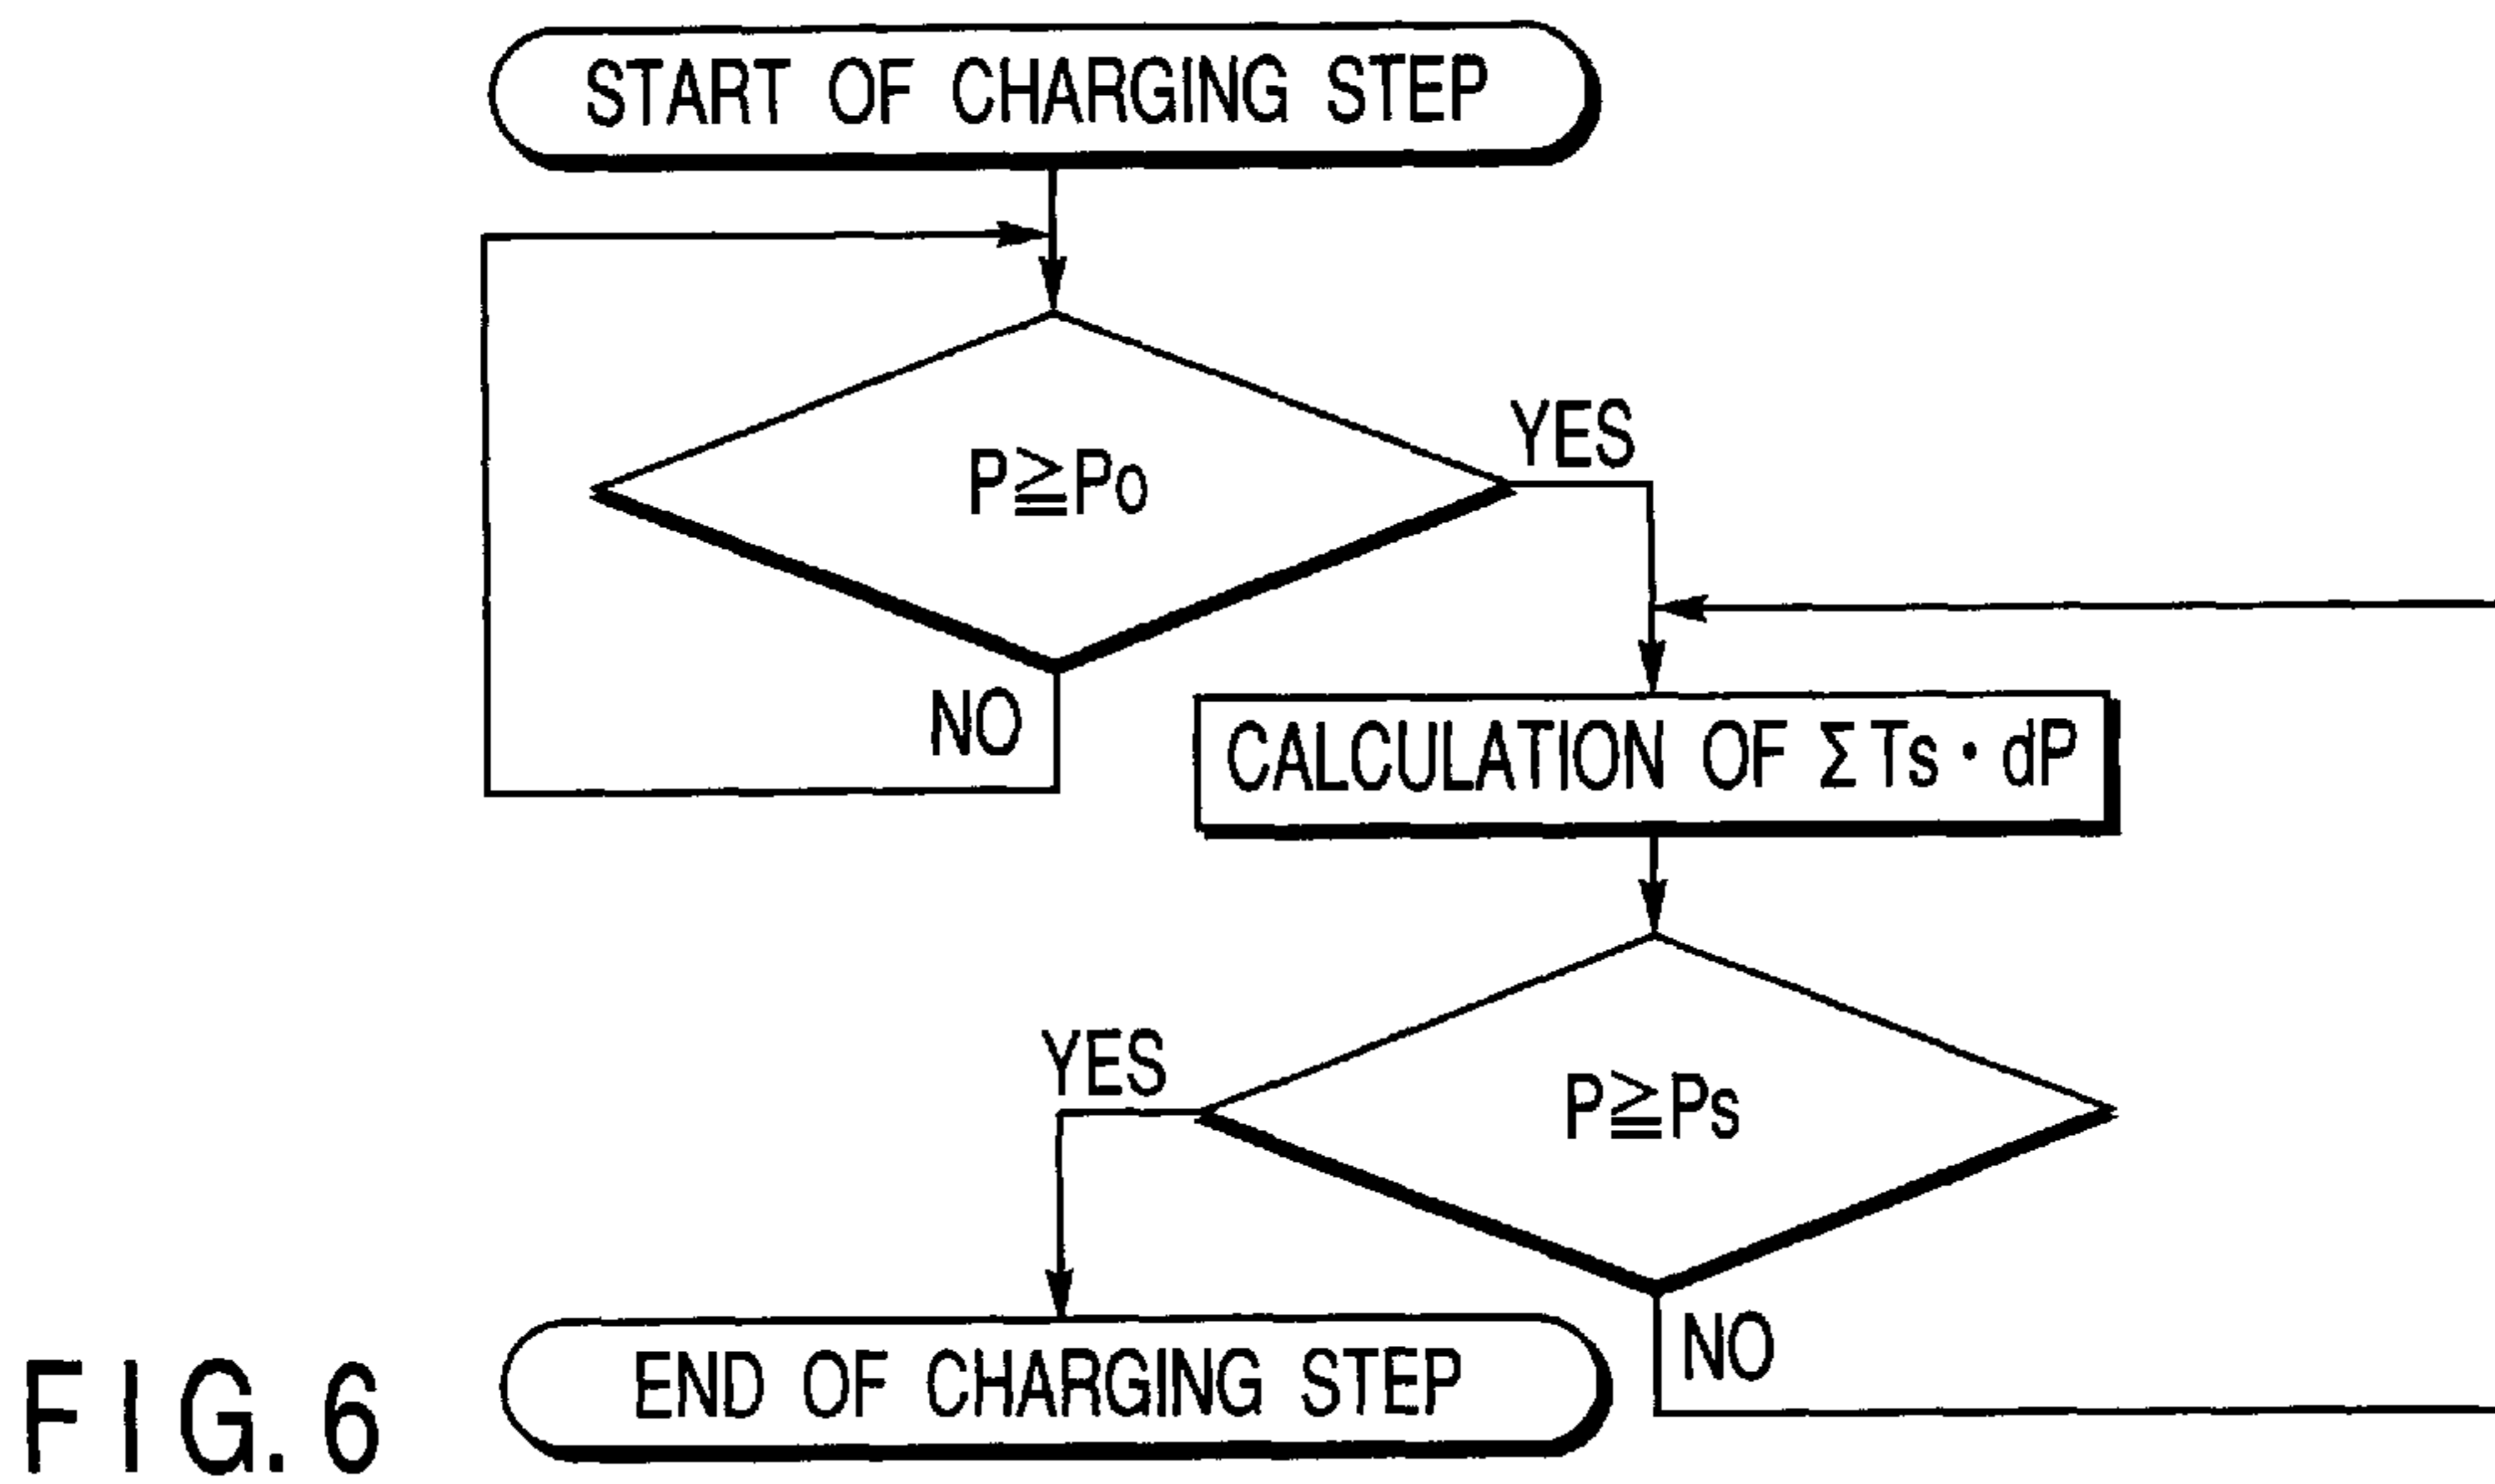 START OF CHARGING STEP
P≧Po
YES
NO
CALCULATION OF Σ Ts・dP
P≧Ps
YES
NO
END OF CHARGING STEP
FIG. 6